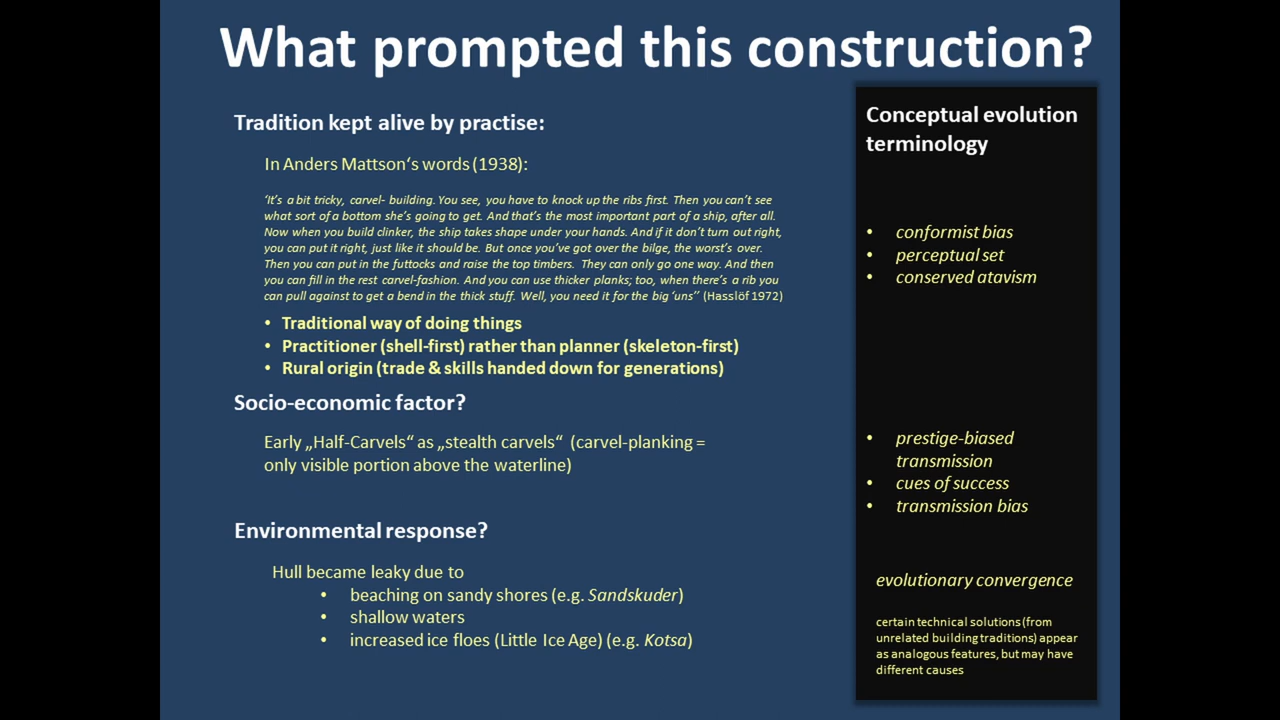 What prompted this construction?
Tradition kept alive by practise:
In Anders Mattson‘s words (1938):
‘It’s a bit tricky, carvel- building. You see, you have to knock up the ribs first. Then you can’t see
what sort of a bottom she’s going to get. And that’s the most important part of a ship, after all.
Now when you build clinker, the ship takes shape under your hands. And if it don’t turn out right,
you can put it right, just like it should be. But once you’ve got over the bilge, the worst’s over.
Then you can put in the futtocks and raise the top timbers. They can only go one way. And then
you can fill in the rest carvel-fashion. And you can use thicker planks; too, when there’s a rib you
can pull against to get a bend in the thick stuff. Well, you need it for the big ‘uns’’ (Hasslöf 1972)
• Traditional way of doing things
• Practitioner (shell-first) rather than planner (skeleton-first)
• Rural origin (trade & skills handed down for generations)
Socio-economic factor?
Early „Half-Carvels“ as „stealth carvels“ (carvel-planking =
only visible portion above the waterline)
Environmental response?
Hull became leaky due to
• beaching on sandy shores (e.g. Sandskuder)
• shallow waters
• increased ice floes (Little Ice Age) (e.g. Kotsa)
Conceptual evolution
terminology
• conformist bias
• perceptual set
• conserved atavism
• prestige-biased
transmission
• cues of success
• transmission bias
evolutionary convergence
certain technical solutions (from
unrelated building traditions) appear
as analogous features, but may have
different causes